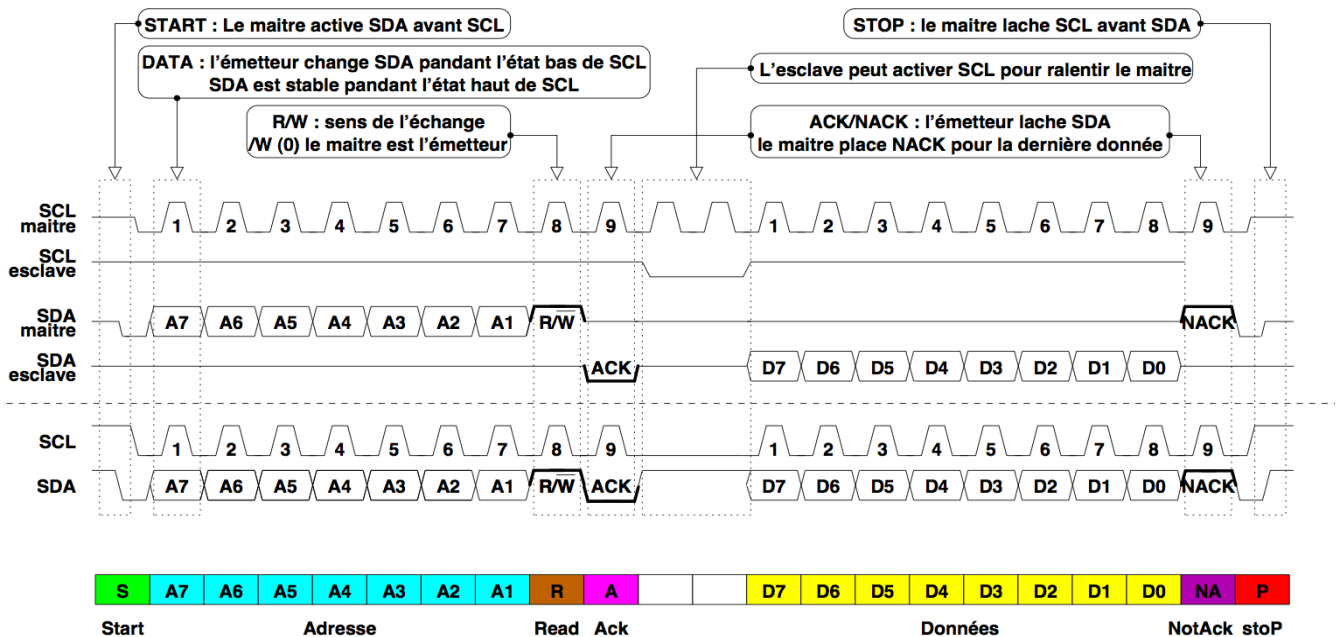 START : Le maitre active SDA avant SCL
STOP : le maitre lache SCL avant SDA
DATA : l'émetteur change SDA pandant l'état bas de SCL
SDA est stable pandant l'état haut de SCL
L'esclave peut activer SCL pour ralentir le maitre
R/W : sens de l'échange
/W (0) le maitre est l'émetteur
ACK/NACK : l'émetteur lache SDA
le maitre place NACK pour la dernière donnée
SCL maitre 1 2 3 4 5 6 7 8 9 1 2 3 4 5 6 7 8 9
SCL esclave
SDA maitre A7 A6 A5 A4 A3 A2 A1 R/W NACK
SDA esclave ACK D7 D6 D5 D4 D3 D2 D1 D0
SCL 1 2 3 4 5 6 7 8 9 1 2 3 4 5 6 7 8 9
SDA A7 A6 A5 A4 A3 A2 A1 R/W ACK D7 D6 D5 D4 D3 D2 D1 D0 NACK
S A7 A6 A5 A4 A3 A2 A1 R A D7 D6 D5 D4 D3 D2 D1 D0 NA P
Start Adresse Read Ack Données NotAck stoP